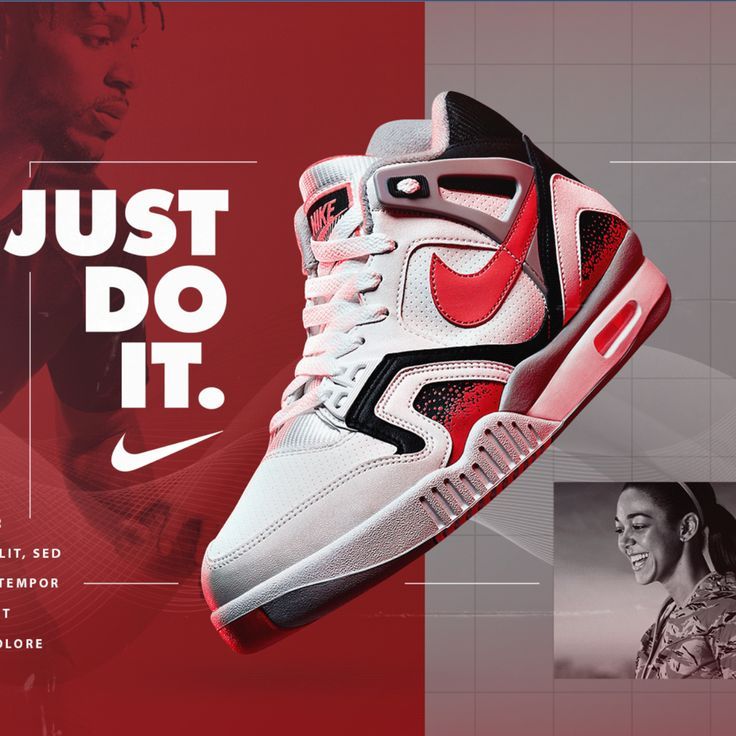 JUST
DO
IT.
NIKE
LIT, SED
TEMPOR
T
OLORE